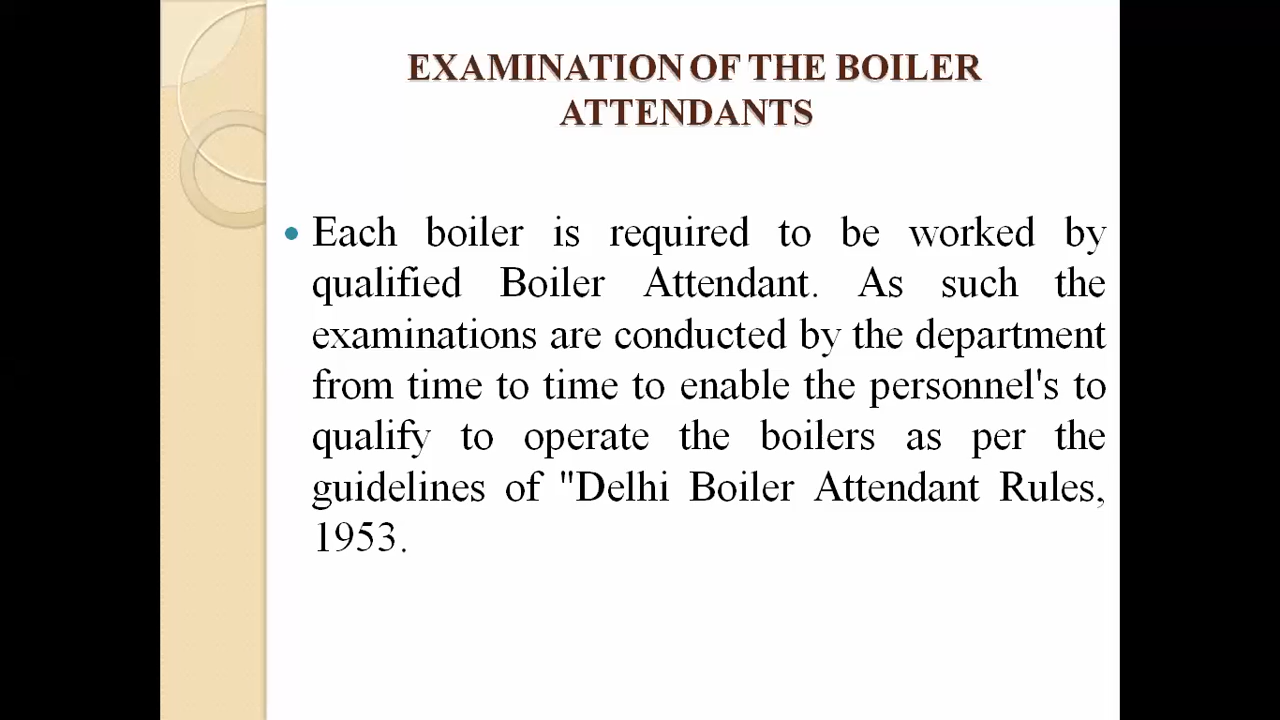 EXAMINATION OF THE BOILER
ATTENDANTS
• Each boiler is required to be worked by
qualified Boiler Attendant. As such the
examinations are conducted by the department
from time to time to enable the personnel's to
qualify to operate the boilers as per the
guidelines of "Delhi Boiler Attendant Rules,
1953.